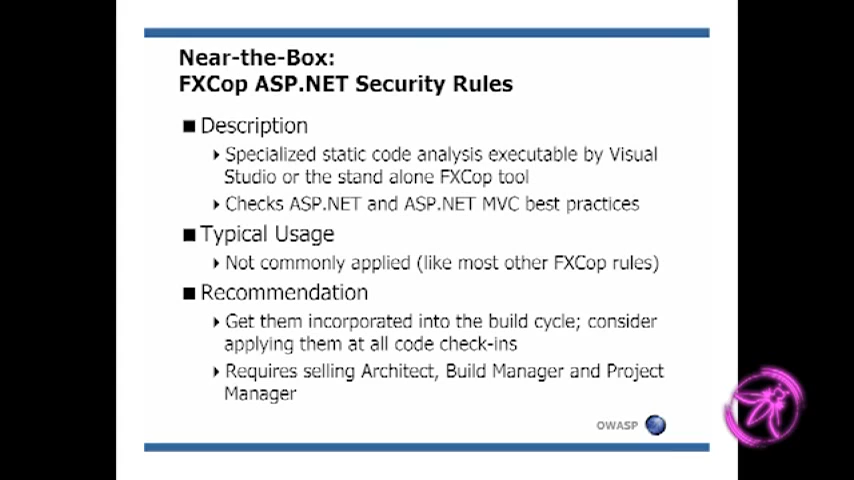 Near-the-Box:
FXCop ASP.NET Security Rules
Description
Specialized static code analysis executable by Visual
Studio or the stand alone FXCop tool
Checks ASP.NET and ASP.NET MVC best practices
Typical Usage
Not commonly applied (like most other FXCop rules)
Recommendation
Get them incorporated into the build cycle; consider
applying them at all code check-ins
Requires selling Architect, Build Manager and Project
Manager
OWASP